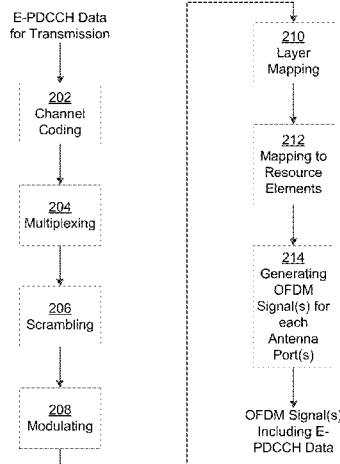 E-PDCCH Data
for Transmission
202
Channel
Coding
204
Multiplexing
206
Scrambling
208
Modulating
210
Layer
Mapping
212
Mapping to
Resource
Elements
214
Generating
OFDM
Signal(s) for
each
Antenna
Port(s)
OFDM Signal(s)
Including E-
PDCCH Data